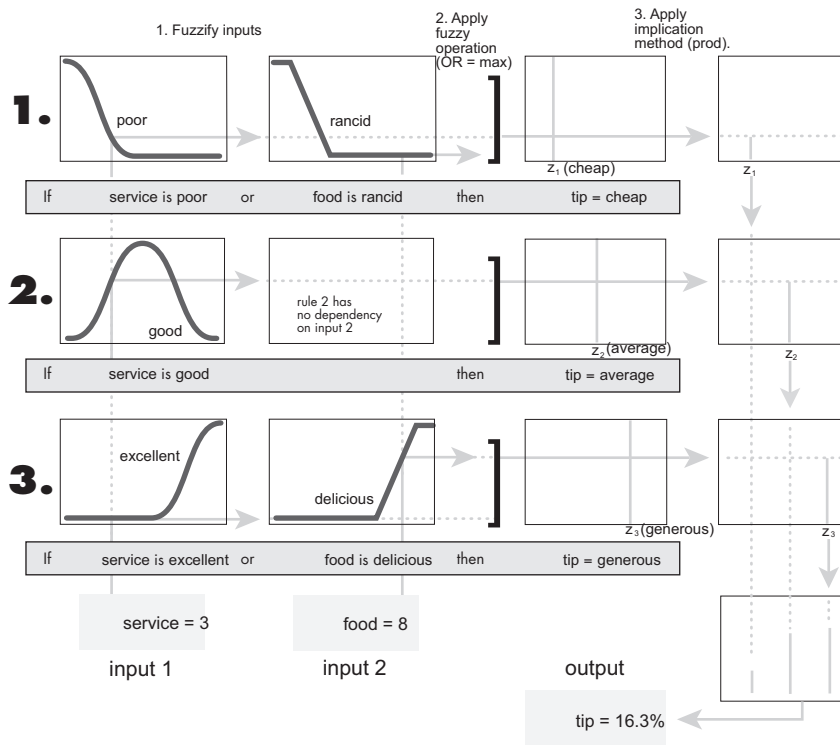 1. Fuzzify inputs
2. Apply
fuzzy
operation
(OR = max)
3. Apply
implication
method (prod).
1.
poor
rancid
z1 (cheap)
z1
If service is poor or food is rancid then tip = cheap
2.
good
rule 2 has
no dependency
on input 2
z2 (average)
z2
If service is good then tip = average
3.
excellent
delicious
z3 (generous)
z3
If service is excellent or food is delicious then tip = generous
service = 3
food = 8
input 1
input 2
output
tip = 16.3%